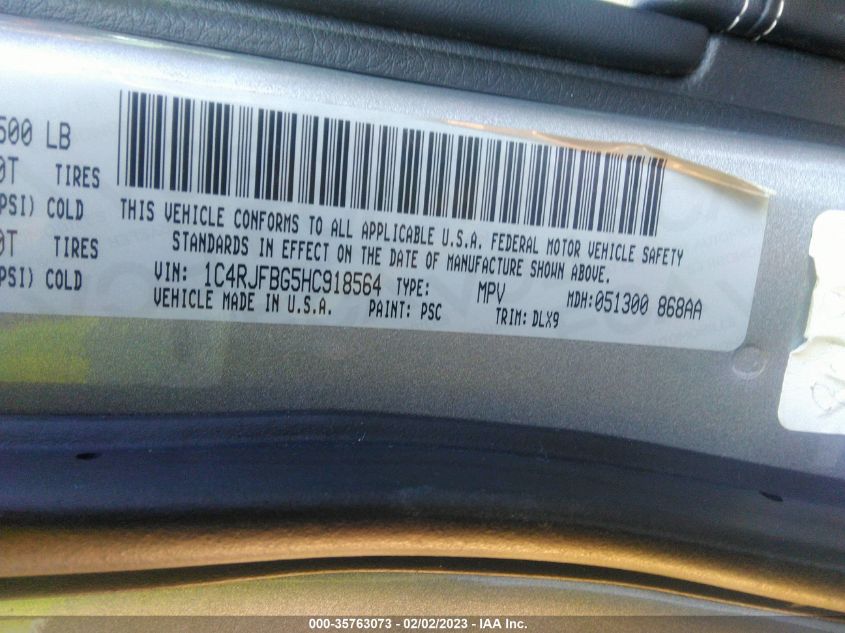 500 LB
0T TIRES
PSI) COLD
0T TIRES
PSI) COLD
THIS VEHICLE CONFORMS TO ALL APPLICABLE U.S.A. FEDERAL MOTOR VEHICLE SAFETY
STANDARDS IN EFFECT ON THE DATE OF MANUFACTURE SHOWN ABOVE.
VIN: 1C4RJFBG5HC918564 TYPE: MPV MDH:051300 868AA
VEHICLE MADE IN U.S.A. PAINT: PSC TRIM: DLX9
000-35763073 — 02/02/2023 — IAA Inc.